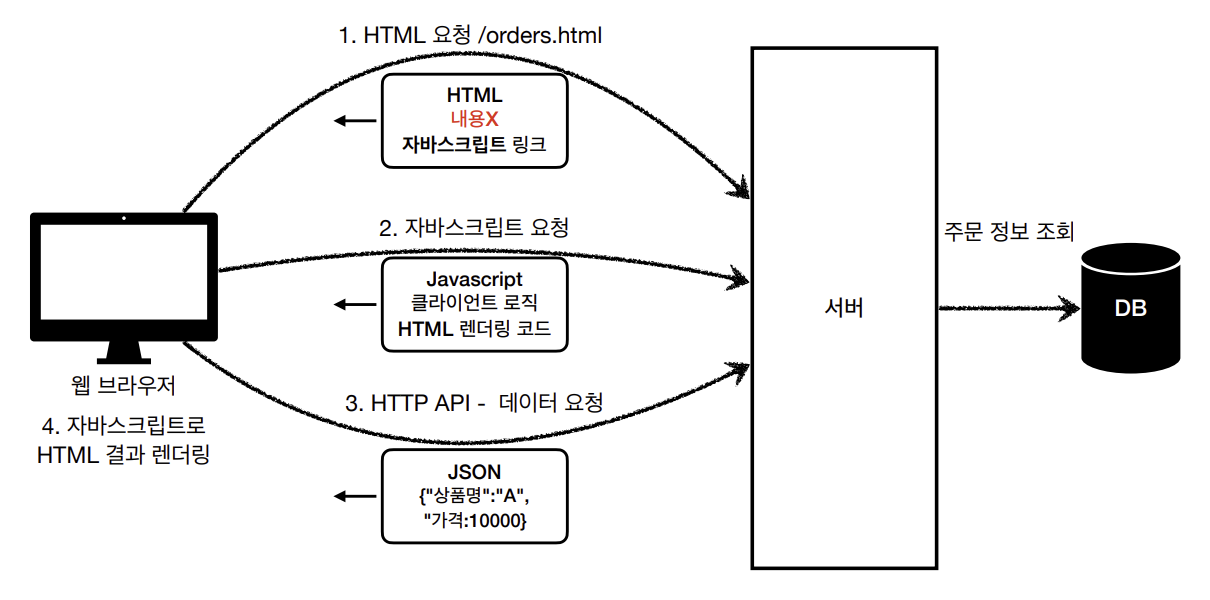 1. HTML 요청 /orders.html
HTML
내용X
자바스크립트 링크
2. 자바스크립트 요청
Javascript
클라이언트 로직
HTML 렌더링 코드
웹 브라우저
4. 자바스크립트로
HTML 결과 렌더링
3. HTTP API - 데이터 요청
JSON
{"상품명":"A",
"가격:10000}
서버
주문 정보 조회
DB